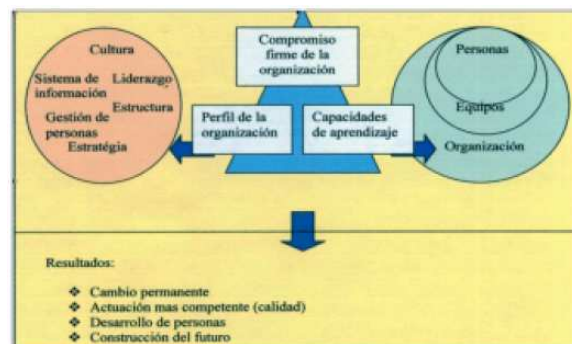 Cultura
Sistema de Liderazgo
información
Estructura
Gestión de
personas
Estratégia
Compromiso
firme de la
organización
Perfil de la
organización
Capacidades
de aprendizaje
Personas
Equipos
Organización
Resultados:
❖ Cambio permanente
❖ Actuación mas competente (calidad)
❖ Desarrollo de personas
❖ Construcción del futuro